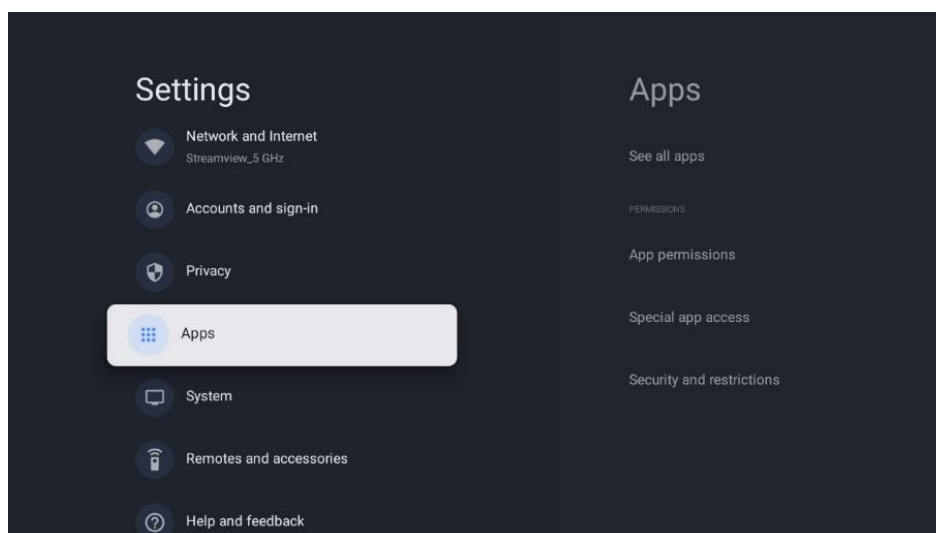 Settings
Network and Internet
Streamview_5 GHz
Accounts and sign-in
Privacy
Apps
System
Remotes and accessories
Help and feedback
Apps
See all apps
PERMISSIONS
App permissions
Special app access
Security and restrictions